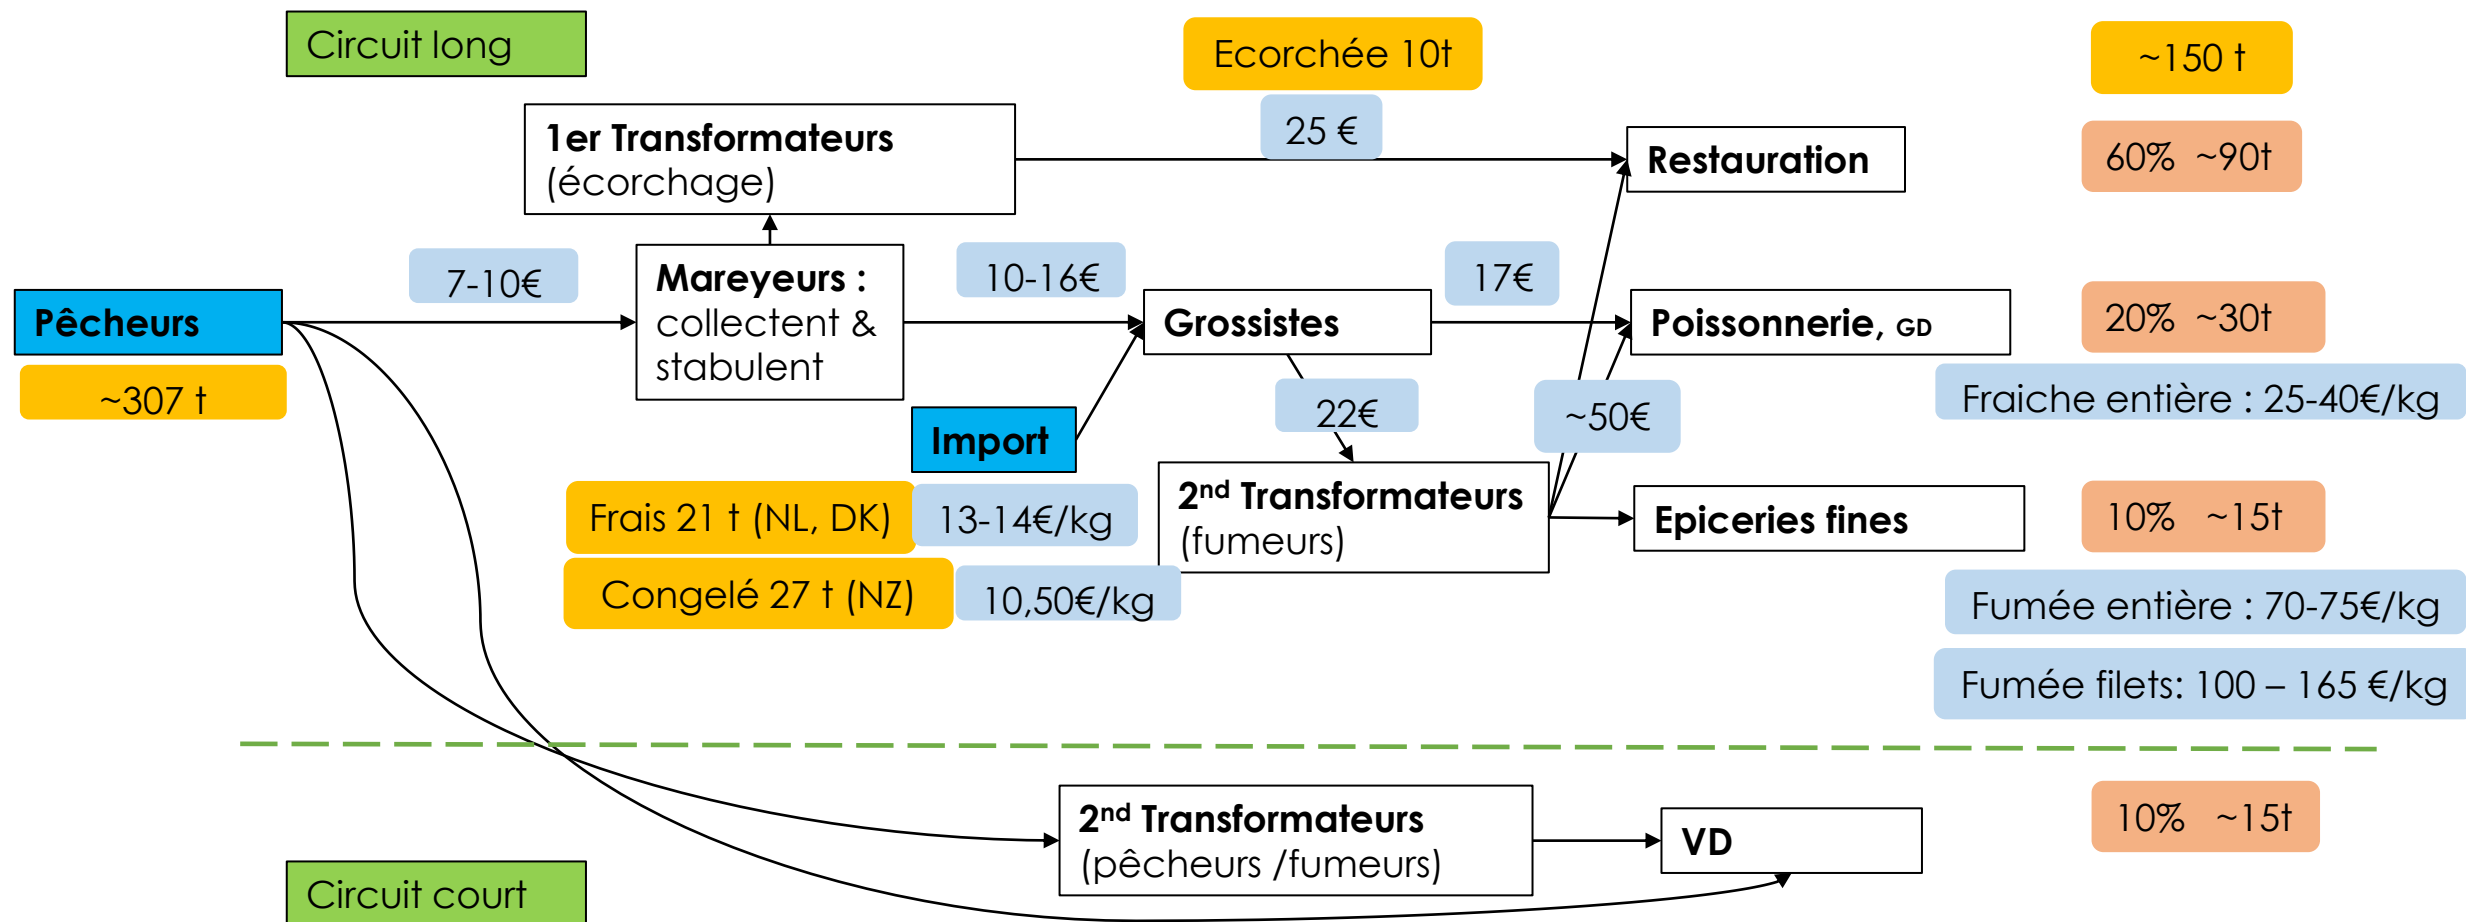 Circuit long
Ecorchée 10t
~150 t
25 €
1er Transformateurs
(écorchage)
Restauration
60% ~90t
7-10€
Mareyeurs :
collectent &
stabulent
10-16€
17€
Pêcheurs
~307 t
Grossistes
Poissonnerie, GD
20% ~30t
Fraiche entière : 25-40€/kg
22€
~50€
Import
Frais 21 t (NL, DK)
13-14€/kg
2nd Transformateurs
(fumeurs)
Epiceries fines
10% ~15t
Congelé 27 t (NZ)
10,50€/kg
Fumée entière : 70-75€/kg
Fumée filets: 100 – 165 €/kg
2nd Transformateurs
(pêcheurs /fumeurs)
VD
10% ~15t
Circuit court